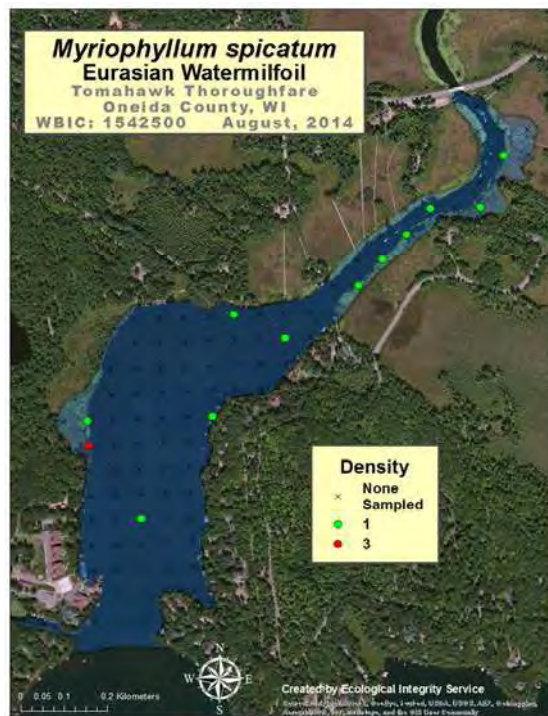 Myriophyllum spicatum
Eurasian Watermilfoil
Tomahawk Thoroughfare
Oneida County, WI
WBIC: 1542500 August, 2014
Density
None
Sampled
1
3
N
W E
S
0 0.05 0.1 0.2 Kilometers
Created by Ecological Integrity Service